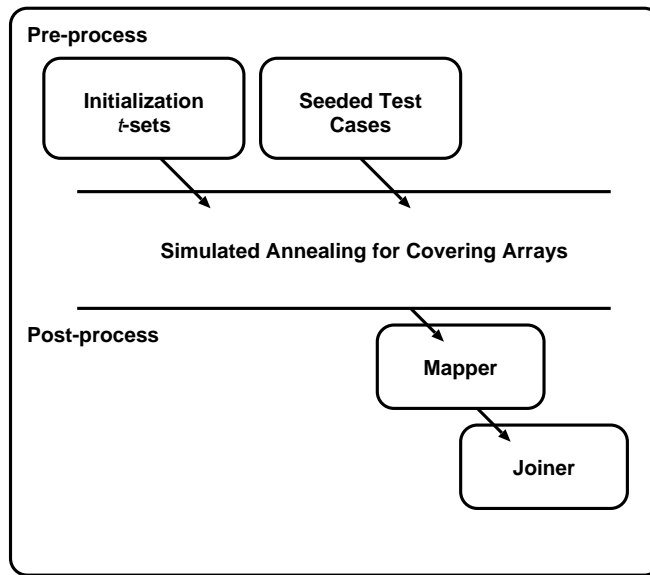 Pre-process
Initialization
t-sets
Seeded Test
Cases
Simulated Annealing for Covering Arrays
Post-process
Mapper
Joiner